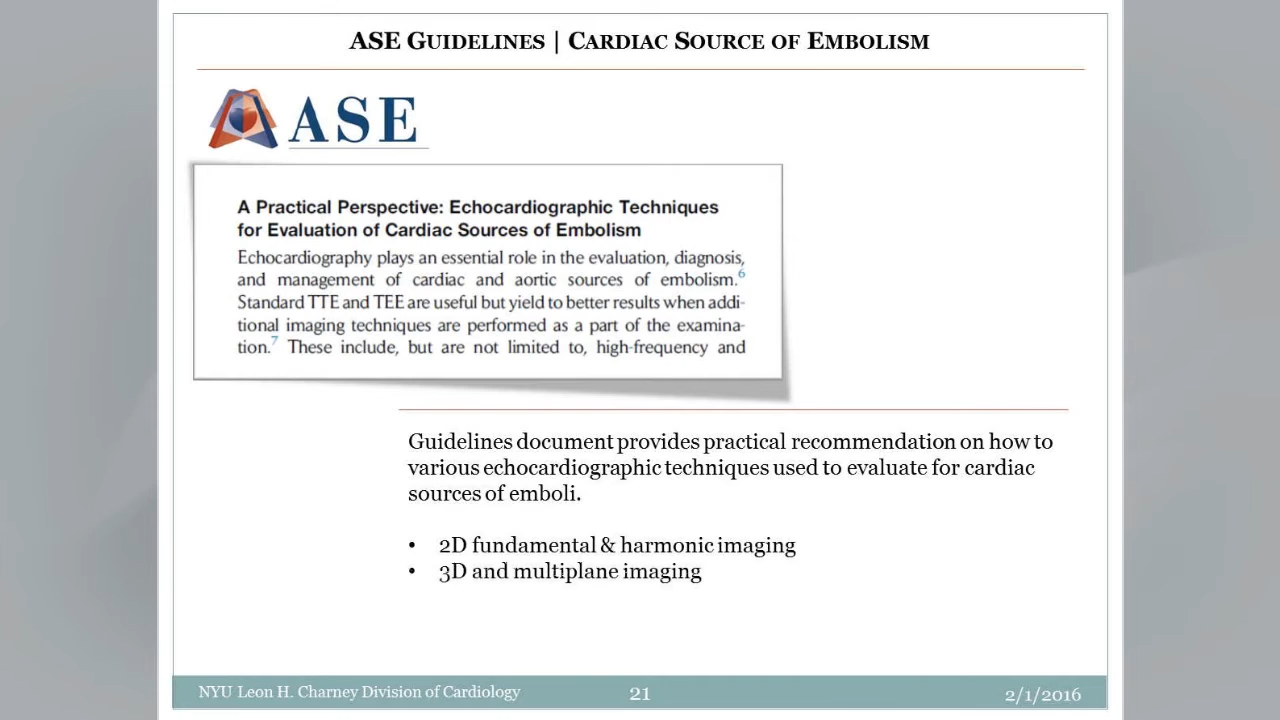 ASE GUIDELINES | CARDIAC SOURCE OF EMBOLISM
ASE
A Practical Perspective: Echocardiographic Techniques
for Evaluation of Cardiac Sources of Embolism
Echocardiography plays an essential role in the evaluation, diagnosis,
and management of cardiac and aortic sources of embolism.6
Standard TTE and TEE are useful but yield to better results when addi-
tional imaging techniques are performed as a part of the examina-
tion.7 These include, but are not limited to, high-frequency and
Guidelines document provides practical recommendation on how to
various echocardiographic techniques used to evaluate for cardiac
sources of emboli.
• 2D fundamental & harmonic imaging
• 3D and multiplane imaging
NYU Leon H. Charney Division of Cardiology 21 2/1/2016